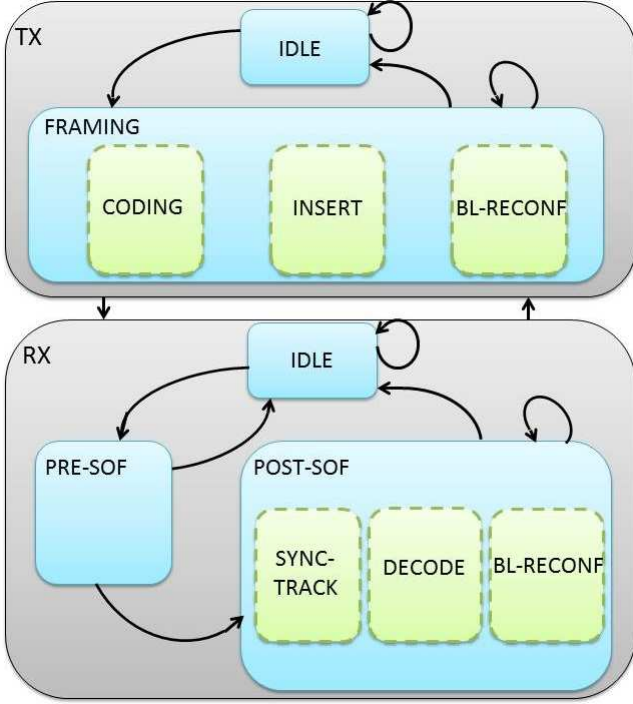 TX
IDLE
FRAMING
CODING
INSERT
BL-RECONF
RX
IDLE
PRE-SOF
POST-SOF
SYNC-
TRACK
DECODE
BL-RECONF